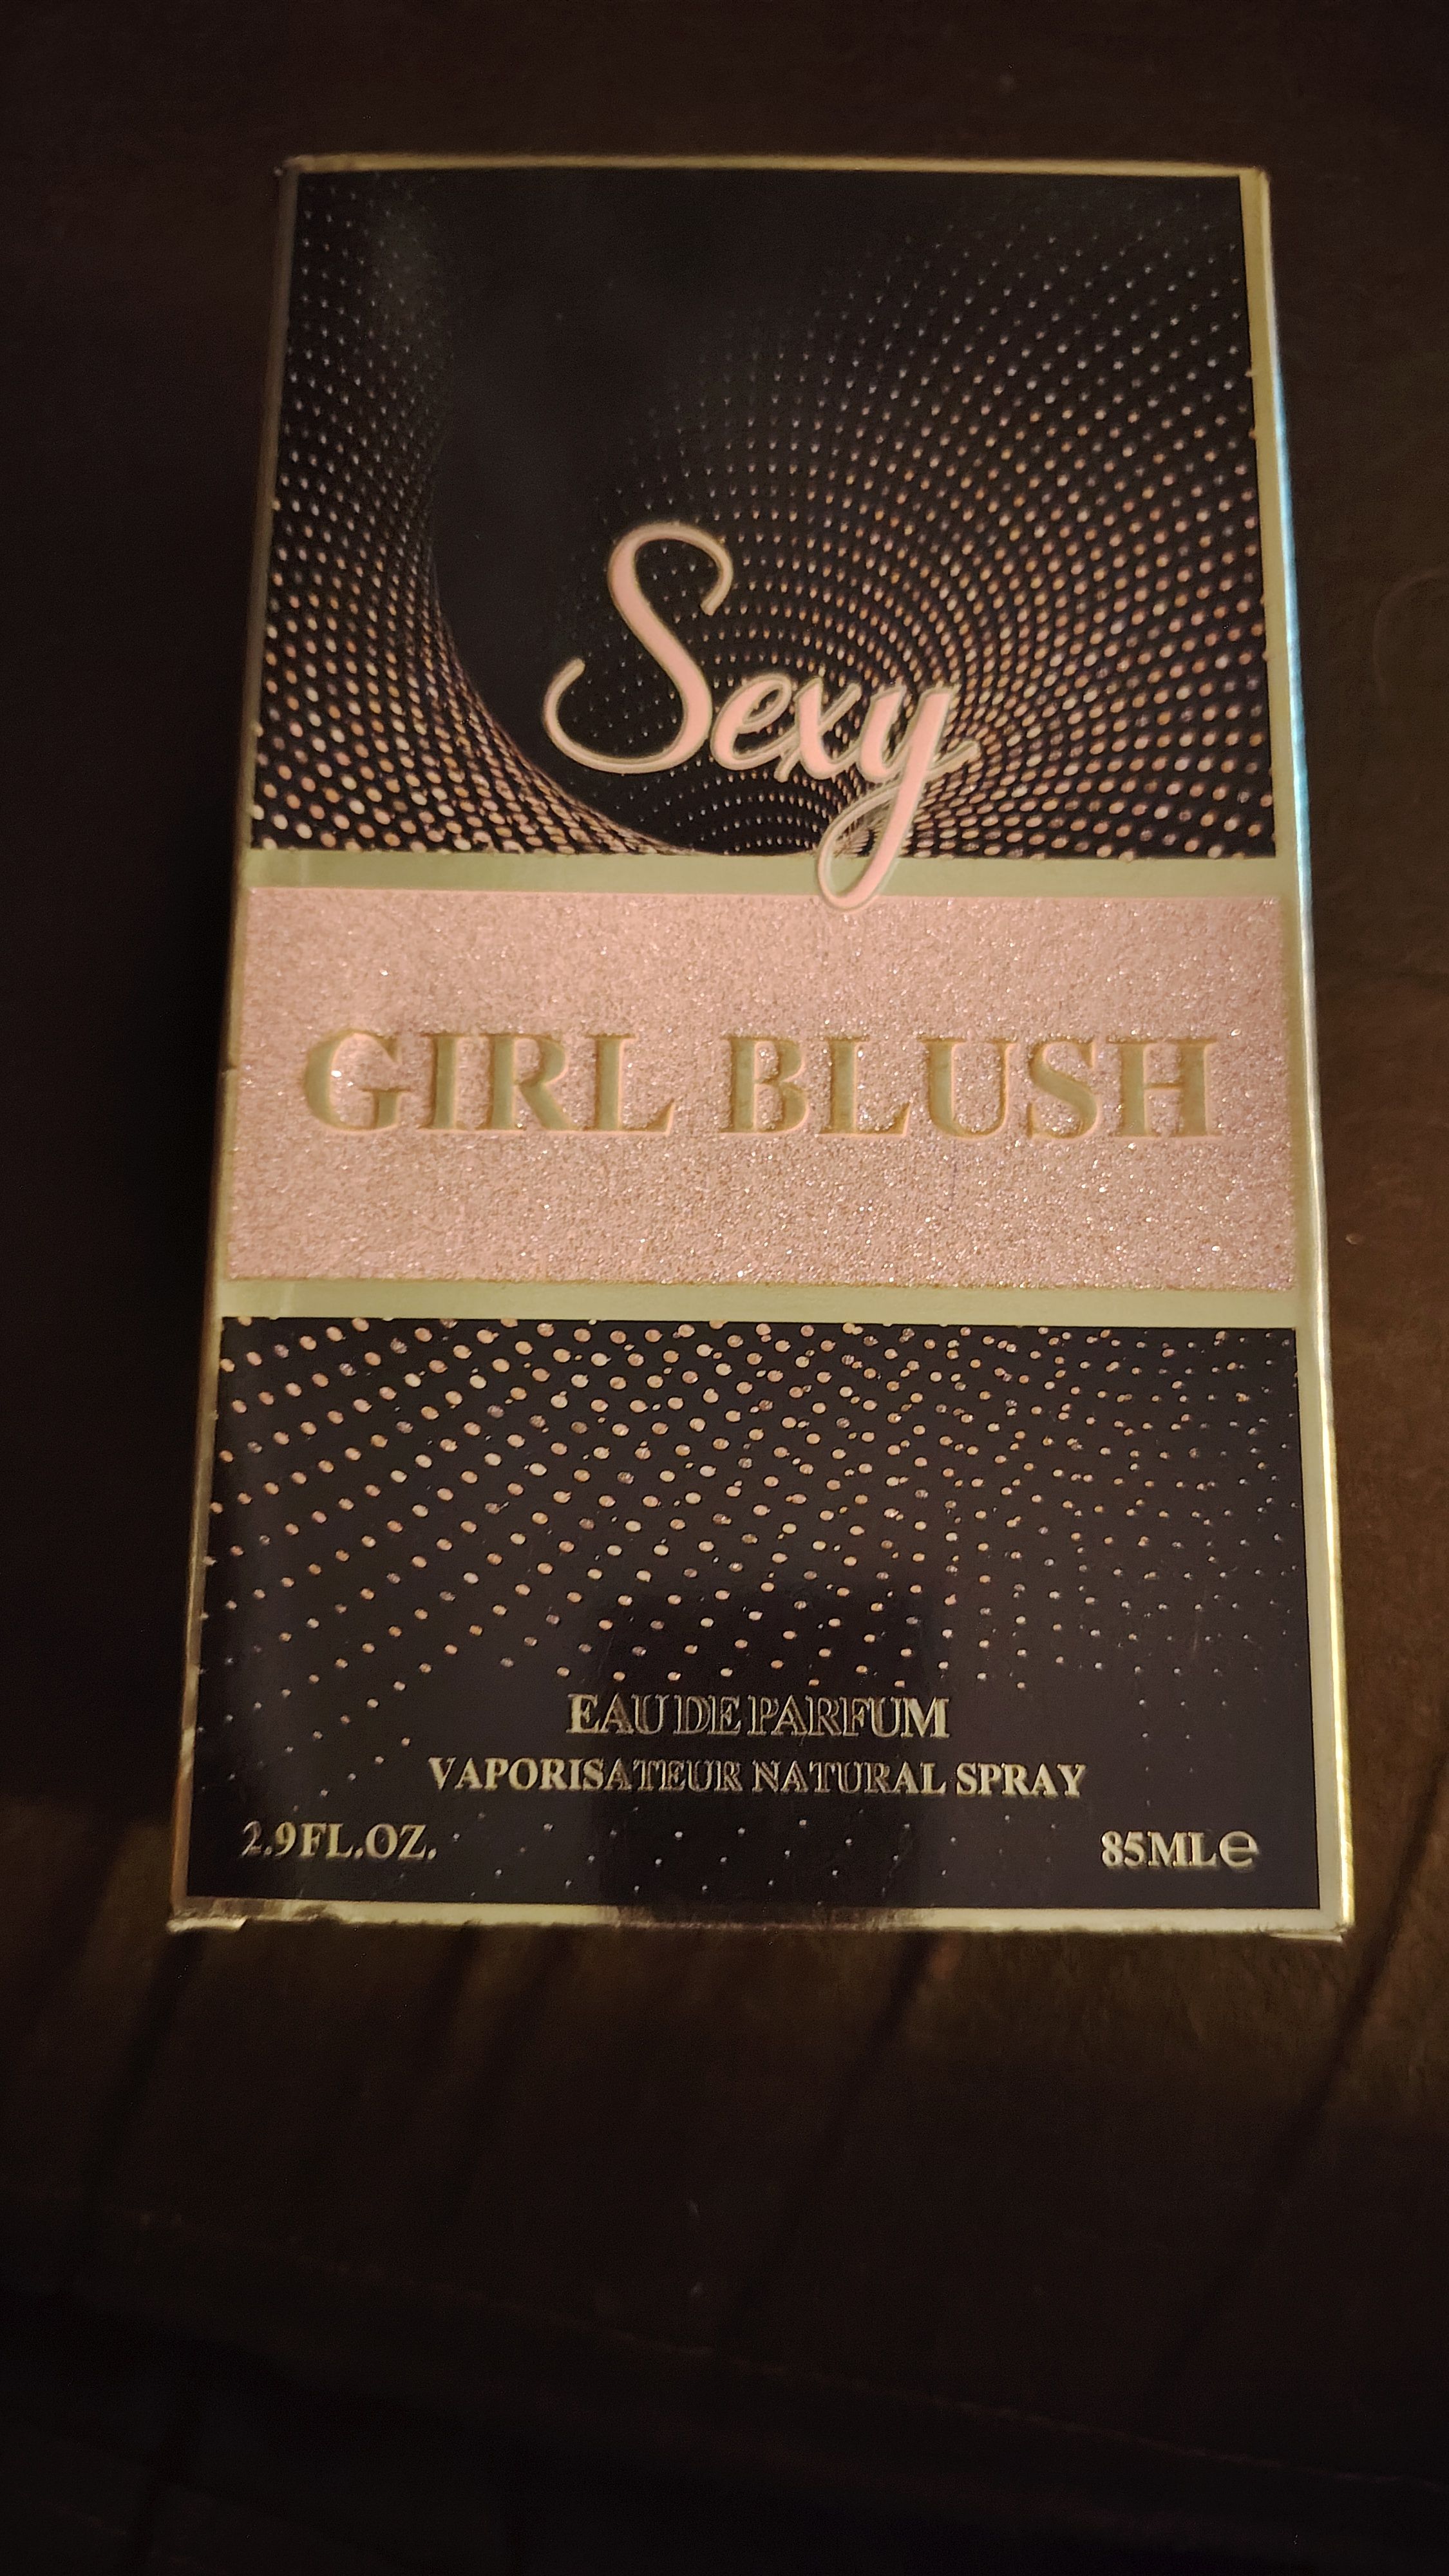 Sexy
GIRL BLUSH
EAU DE PARFUM
VAPORISATEUR NATURAL SPRAY
2.9FL.OZ. 85ML℮